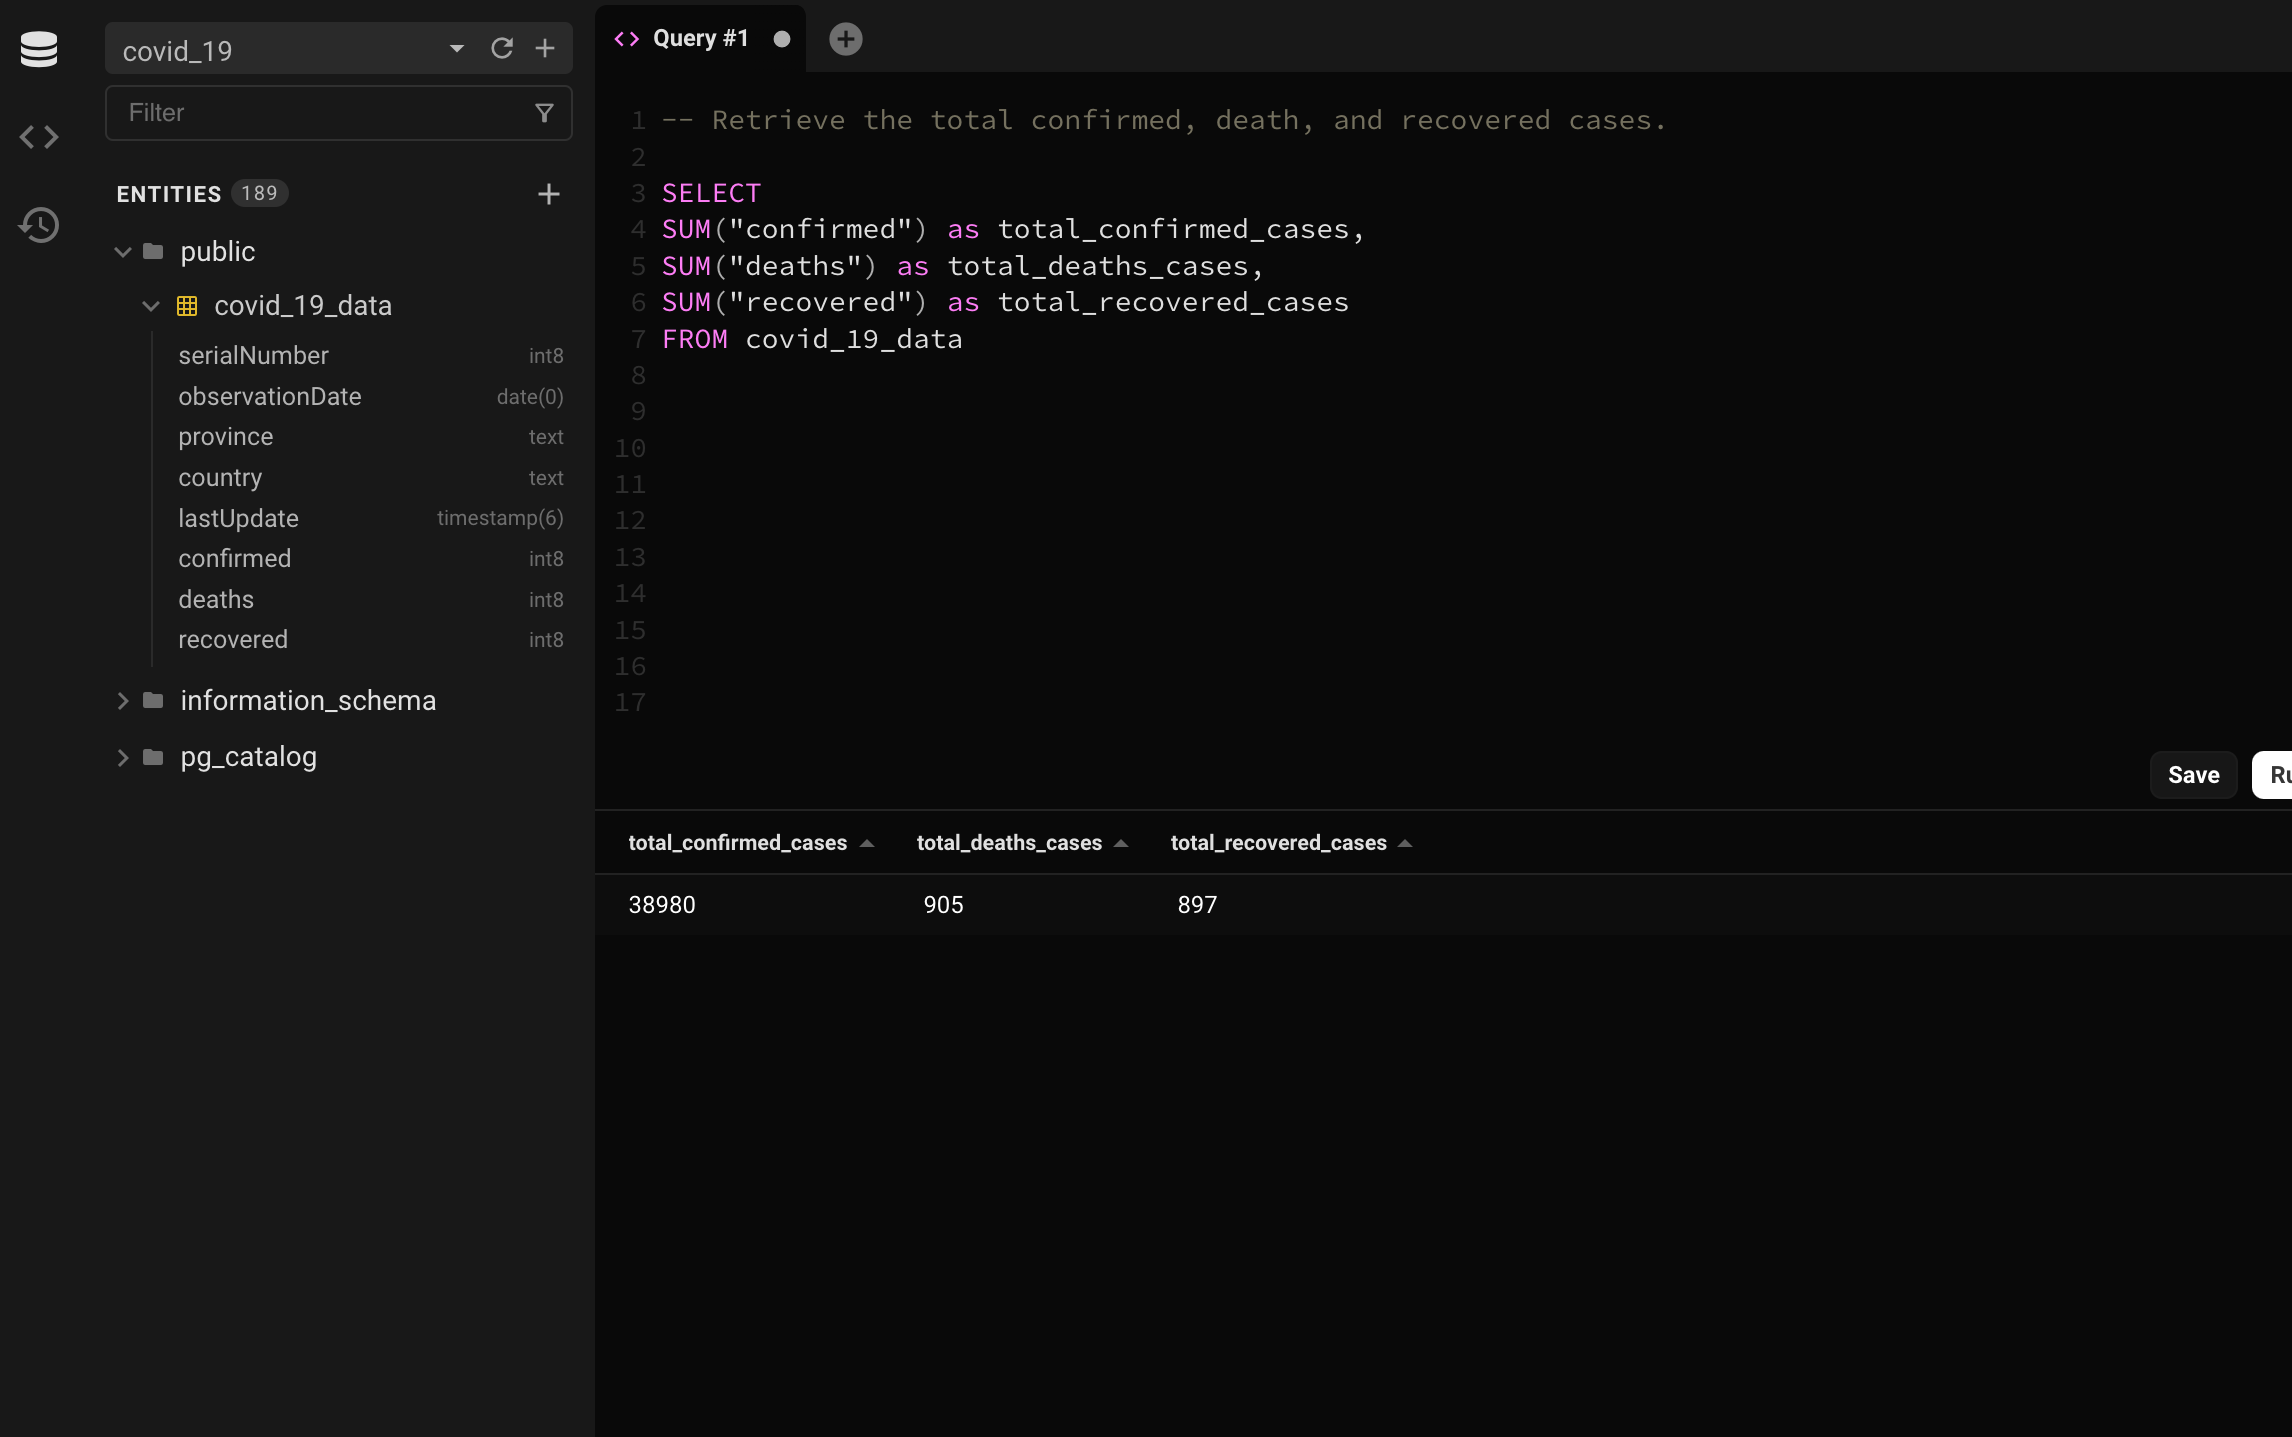 covid_19
Filter
ENTITIES 189
public
covid_19_data
serialNumber int8
observationDate date(0)
province text
country text
lastUpdate timestamp(6)
confirmed int8
deaths int8
recovered int8
information_schema
pg_catalog
Query #1
1 -- Retrieve the total confirmed, death, and recovered cases.
2
3 SELECT
4 SUM("confirmed") as total_confirmed_cases,
5 SUM("deaths") as total_deaths_cases,
6 SUM("recovered") as total_recovered_cases
7 FROM covid_19_data
8
9
10
11
12
13
14
15
16
17
Save Ru
total_confirmed_cases total_deaths_cases total_recovered_cases
38980 905 897